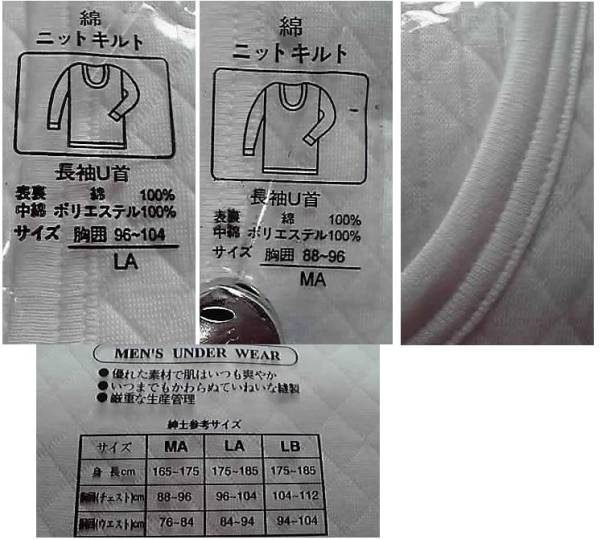 綿
ニットキルト
長袖U首
表裏 綿 100%
中綿 ポリエステル100%
サイズ 胸囲 96~104
LA
綿
ニットキルト
長袖U首
表裏 綿 100%
中綿 ポリエステル100%
サイズ 胸囲 88~96
MA
MEN'S UNDER WEAR
●優れた素材で肌はいつも爽やか
●いつまでもかわらぬていねいな縫製
●厳重な生産管理
紳士参考サイズ
サイズ MA LA LB
身長cm 165~175 175~185 175~185
胸囲(チェスト)cm 88~96 96~104 104~112
胴囲(ウエスト)cm 76~84 84~94 94~104